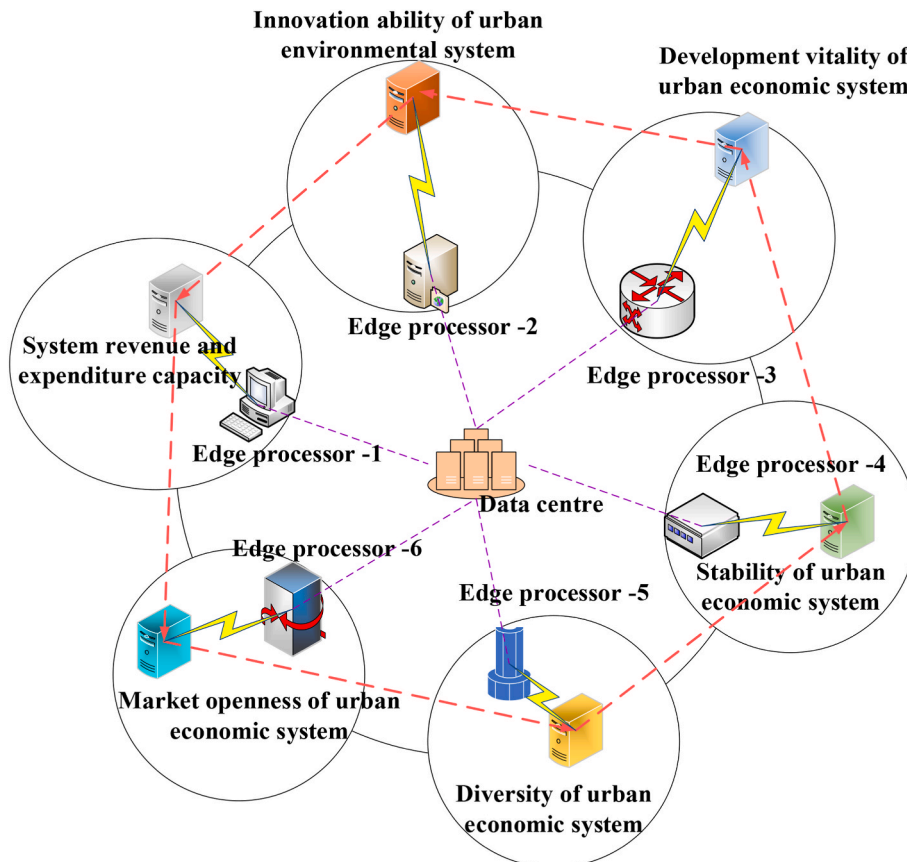 Innovation ability of urban
environmental system
Development vitality of
urban economic system
Edge processor -2
System revenue and
expenditure capacity
Edge processor -3
Edge processor -1
Edge processor -4
Data centre
Edge processor -6
Stability of urban
economic system
Edge processor -5
Market openness of urban
economic system
Diversity of urban
economic system